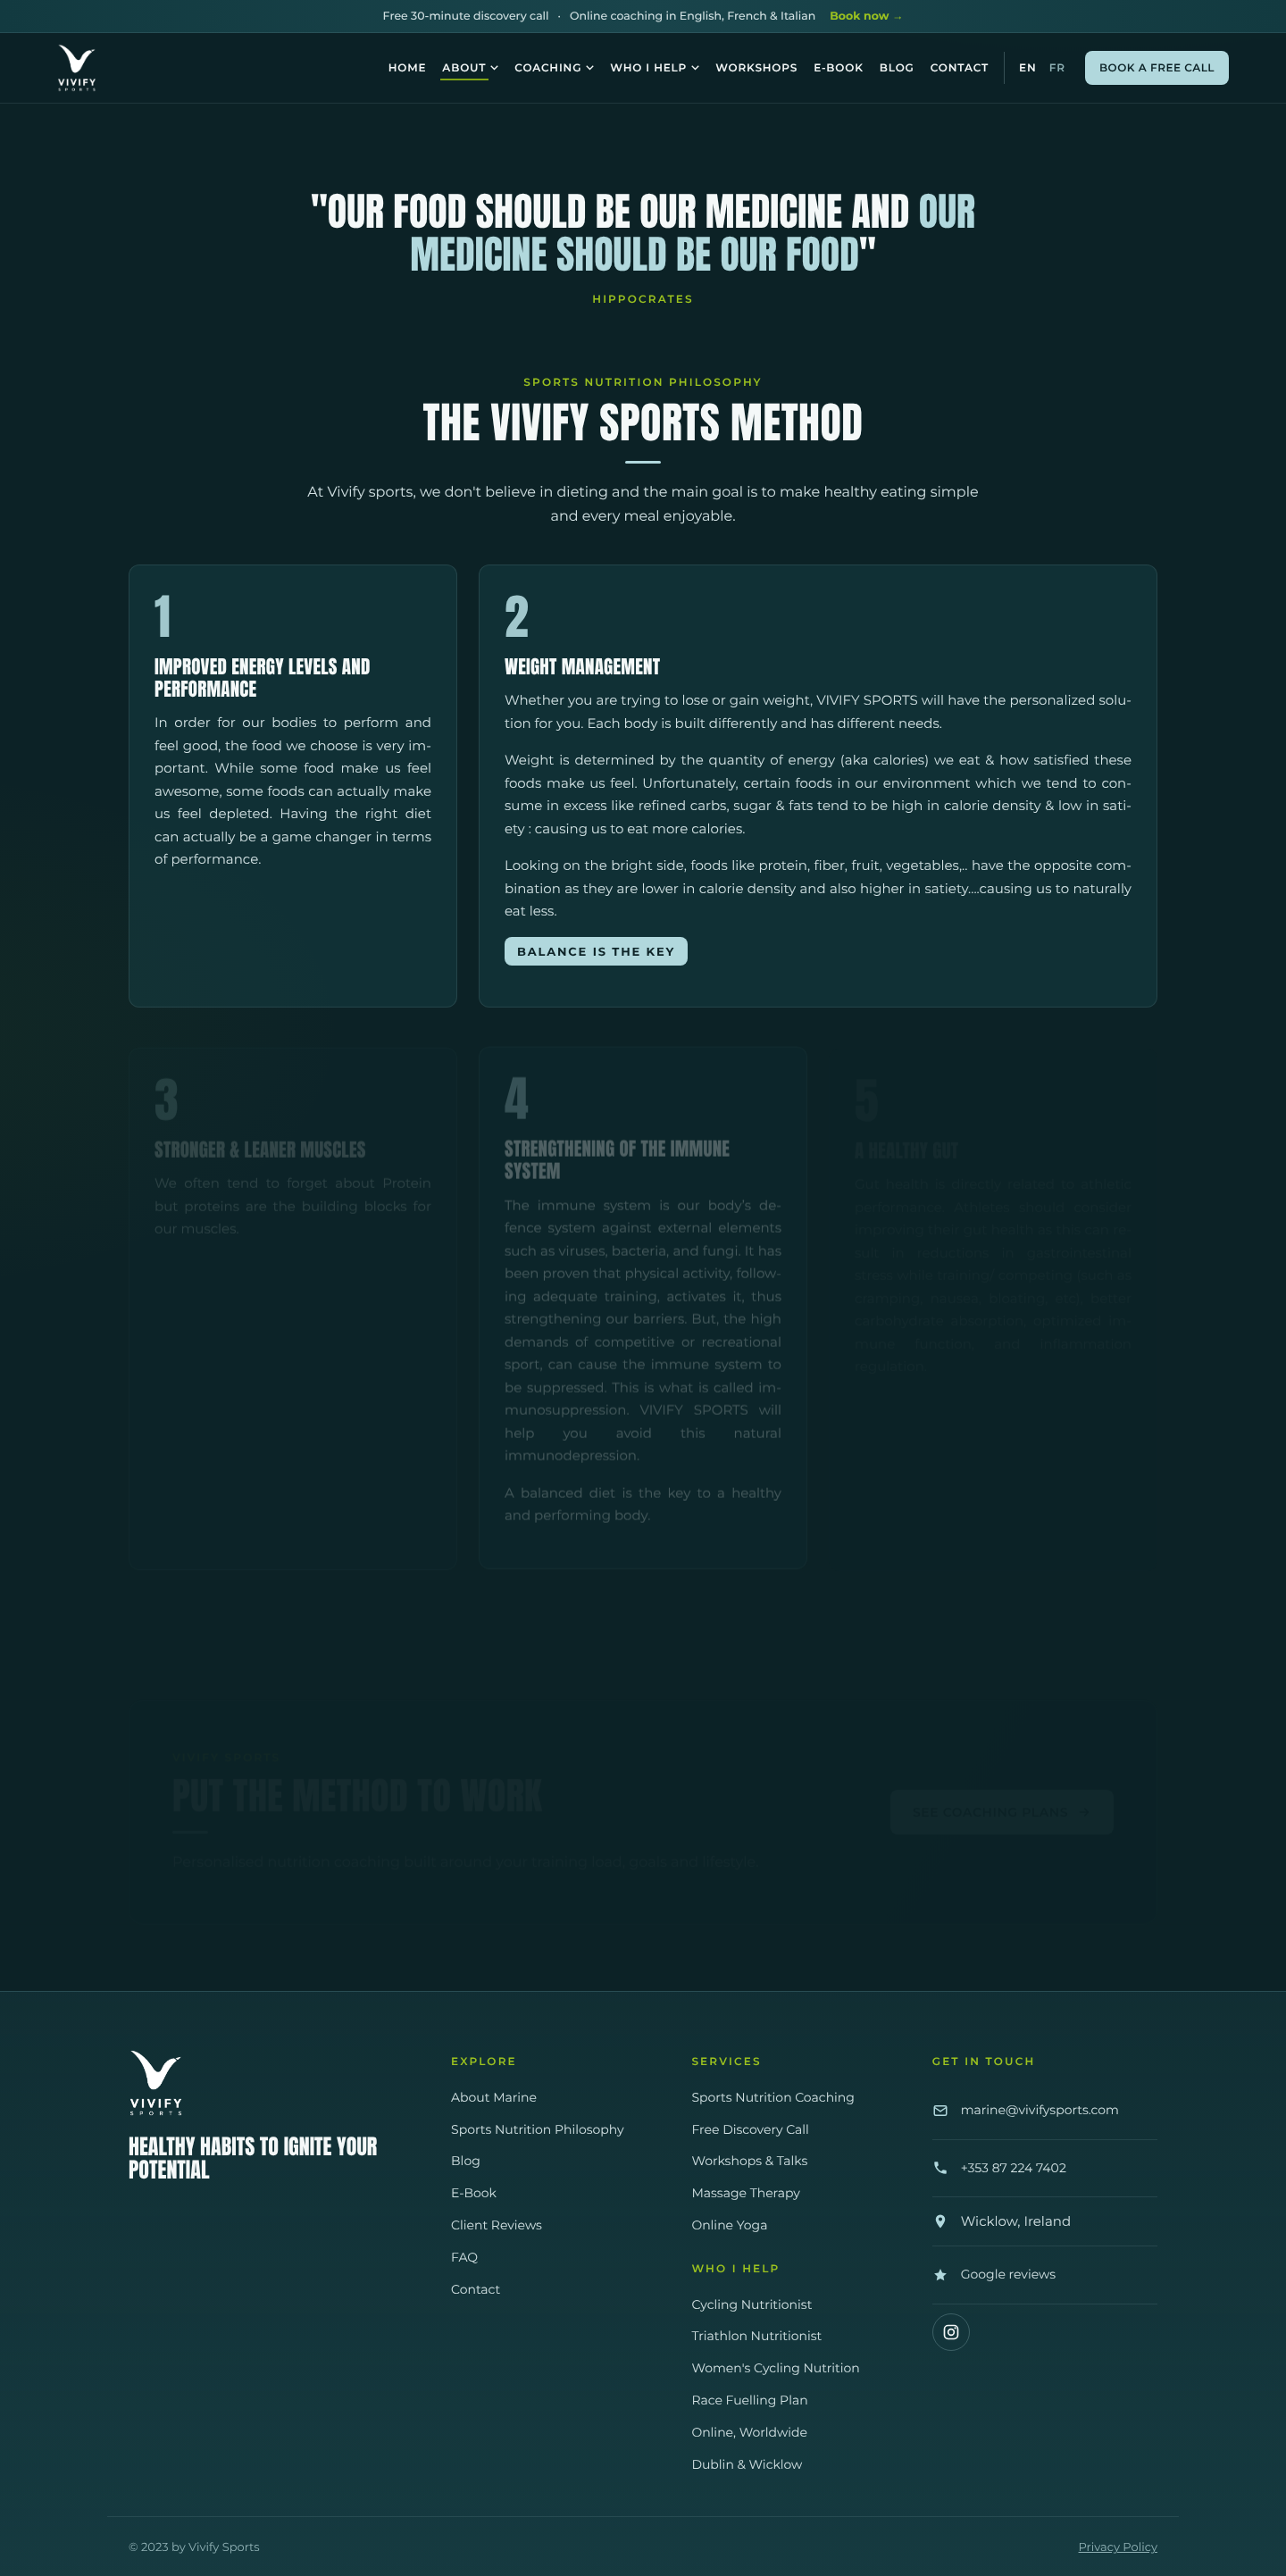 Free 30-minute discovery call · Online coaching in English, French & Italian Book now →
VIVIFY
SPORTS
HOME ABOUT COACHING WHO I HELP WORKSHOPS E-BOOK BLOG CONTACT EN FR BOOK A FREE CALL
"OUR FOOD SHOULD BE OUR MEDICINE AND OUR
MEDICINE SHOULD BE OUR FOOD"
HIPPOCRATES
SPORTS NUTRITION PHILOSOPHY
THE VIVIFY SPORTS METHOD
At Vivify sports, we don't believe in dieting and the main goal is to make healthy eating simple
and every meal enjoyable.
1
IMPROVED ENERGY LEVELS AND
PERFORMANCE
In order for our bodies to perform and
feel good, the food we choose is very im-
portant. While some food make us feel
awesome, some foods can actually make
us feel depleted. Having the right diet
can actually be a game changer in terms
of performance.
2
WEIGHT MANAGEMENT
Whether you are trying to lose or gain weight, VIVIFY SPORTS will have the personalized solu-
tion for you. Each body is built differently and has different needs.
Weight is determined by the quantity of energy (aka calories) we eat & how satisfied these
foods make us feel. Unfortunately, certain foods in our environment which we tend to con-
sume in excess like refined carbs, sugar & fats tend to be high in calorie density & low in sati-
ety : causing us to eat more calories.
Looking on the bright side, foods like protein, fiber, fruit, vegetables,.. have the opposite com-
bination as they are lower in calorie density and also higher in satiety....causing us to naturally
eat less.
BALANCE IS THE KEY
3
STRONGER & LEANER MUSCLES
We often tend to forget about Protein
but proteins are the building blocks for
our muscles.
4
STRENGTHENING OF THE IMMUNE
SYSTEM
The immune system is our body's de-
fence system against external elements
such as viruses, bacteria, and fungi. It has
been proven that physical activity, follow-
ing adequate training, activates it, thus
strengthening our barriers. But, the high
demands of competitive or recreational
sport, can cause the immune system to
be suppressed. This is what is called im-
munosuppression. VIVIFY SPORTS will
help you avoid this natural
immunodepression.
A balanced diet is the key to a healthy
and performing body.
5
A HEALTHY GUT
PUT THE METHOD TO WORK
SEE COACHING PLANS →
Personalised nutrition coaching built around your training load, goals and lifestyle.
VIVIFY
SPORTS
HEALTHY HABITS TO IGNITE YOUR
POTENTIAL
EXPLORE
About Marine
Sports Nutrition Philosophy
Blog
E-Book
Client Reviews
FAQ
Contact
SERVICES
Sports Nutrition Coaching
Free Discovery Call
Workshops & Talks
Massage Therapy
Online Yoga
WHO I HELP
Cycling Nutritionist
Triathlon Nutritionist
Women's Cycling Nutrition
Race Fuelling Plan
Online, Worldwide
Dublin & Wicklow
GET IN TOUCH
marine@vivifysports.com
+353 87 224 7402
Wicklow, Ireland
Google reviews
© 2023 by Vivify Sports
Privacy Policy